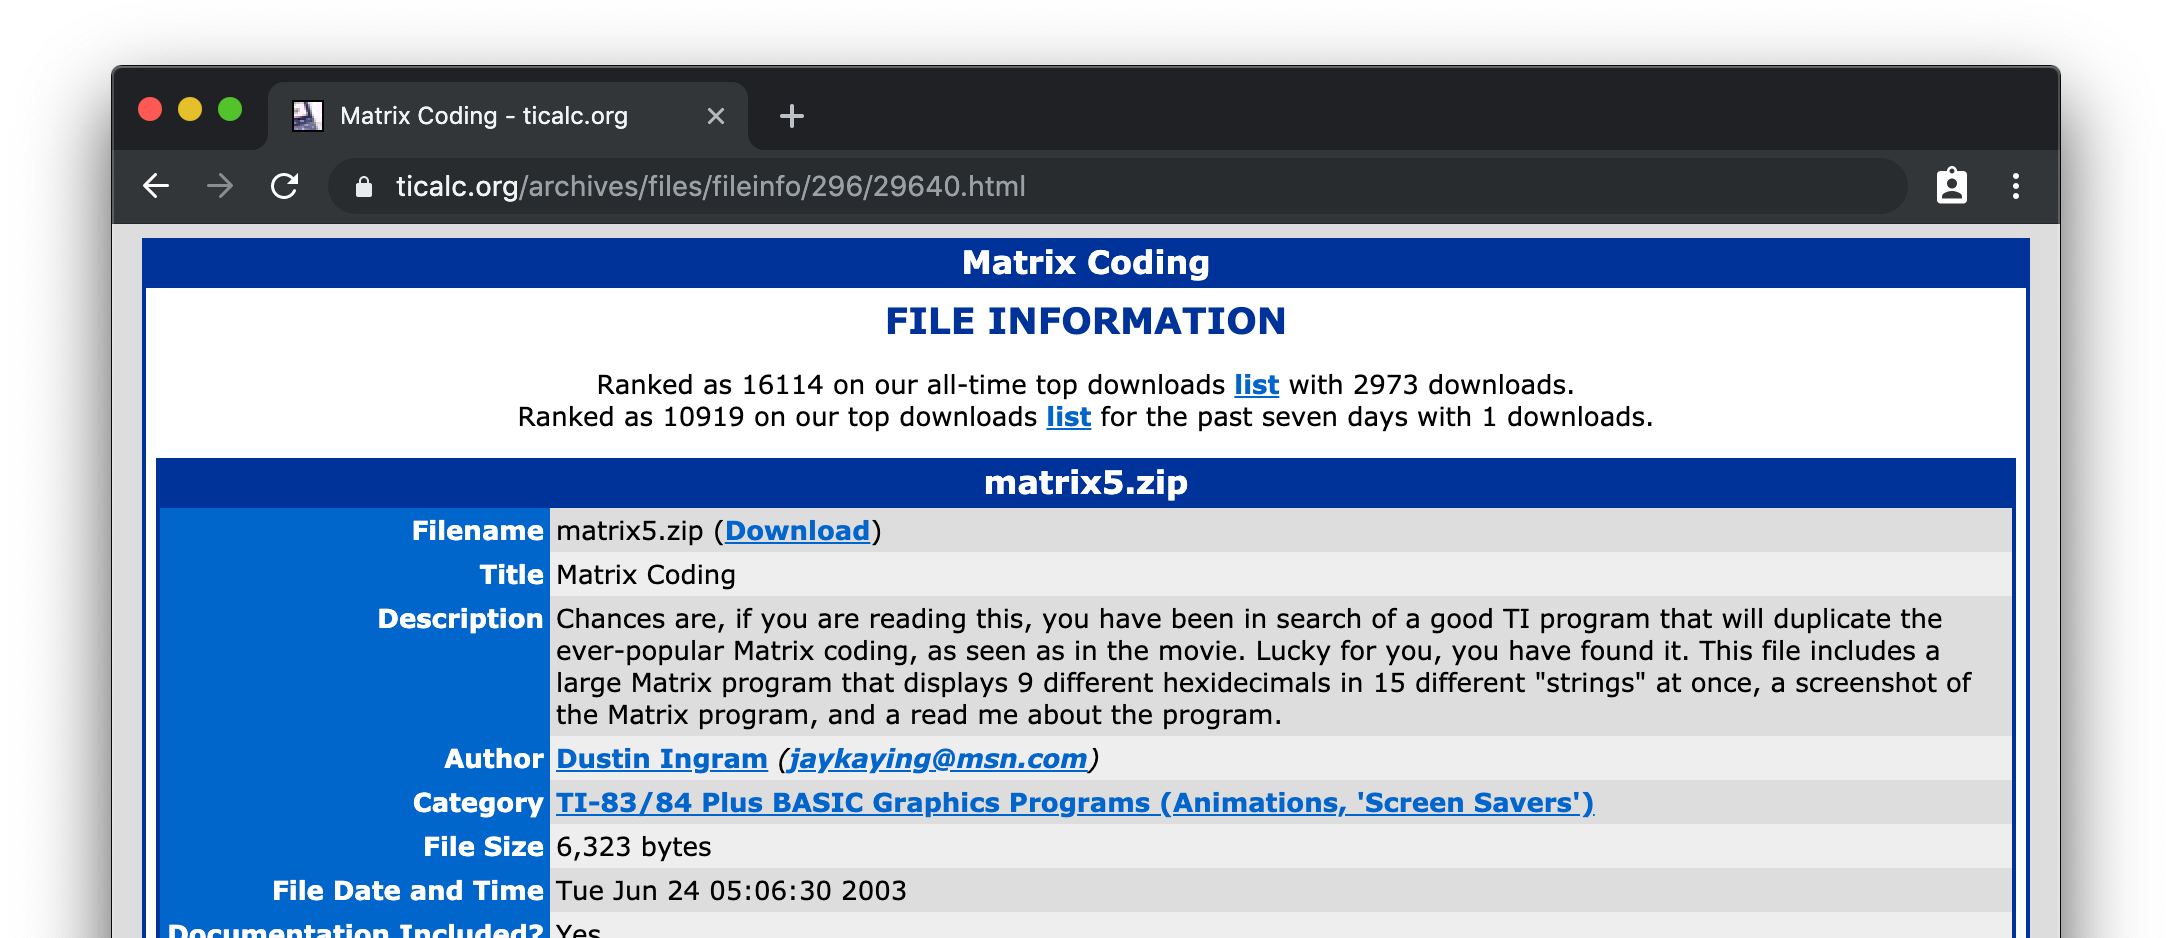 Matrix Coding - ticalc.org
ticalc.org/archives/files/fileinfo/296/29640.html
Matrix Coding
FILE INFORMATION
Ranked as 16114 on our all-time top downloads list with 2973 downloads.
Ranked as 10919 on our top downloads list for the past seven days with 1 downloads.
matrix5.zip
Filename matrix5.zip (Download)
Title Matrix Coding
Description Chances are, if you are reading this, you have been in search of a good TI program that will duplicate the
ever-popular Matrix coding, as seen as in the movie. Lucky for you, you have found it. This file includes a
large Matrix program that displays 9 different hexidecimals in 15 different "strings" at once, a screenshot of
the Matrix program, and a read me about the program.
Author Dustin Ingram (jaykaying@msn.com)
Category TI-83/84 Plus BASIC Graphics Programs (Animations, 'Screen Savers')
File Size 6,323 bytes
File Date and Time Tue Jun 24 05:06:30 2003
Documentation Included? Yes